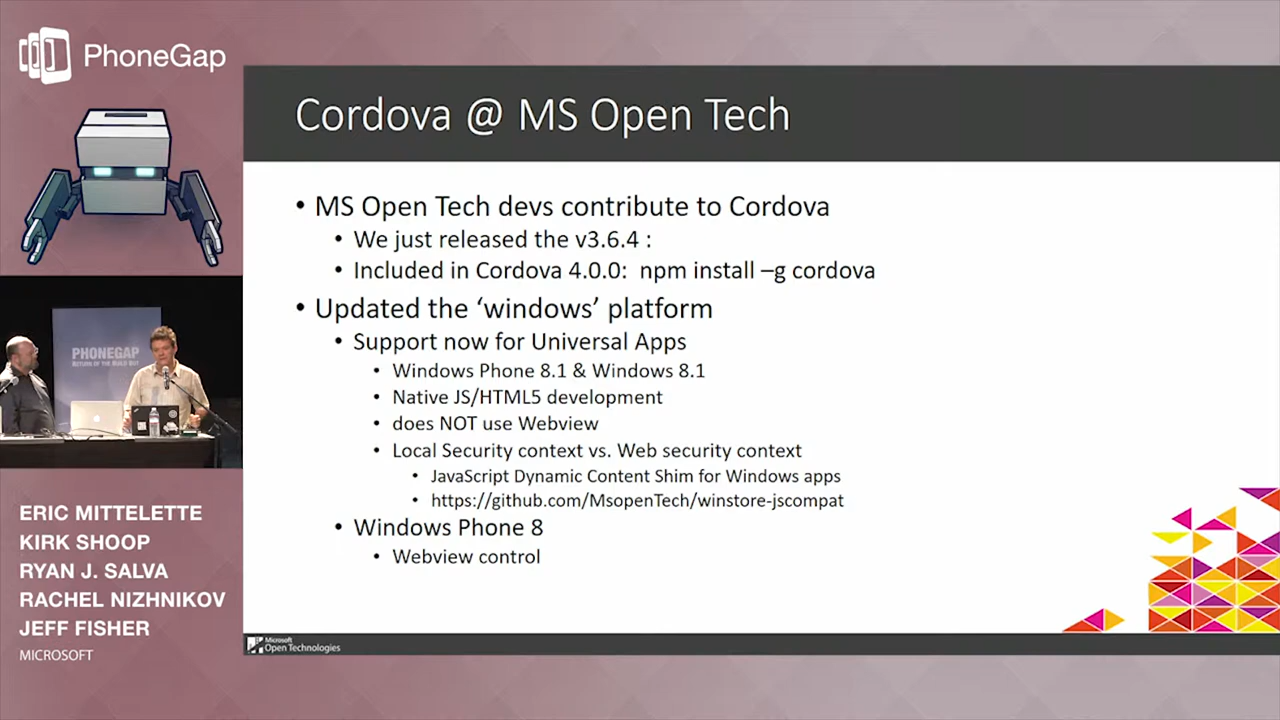 PhoneGap
Cordova @ MS Open Tech
• MS Open Tech devs contribute to Cordova
• We just released the v3.6.4 :
• Included in Cordova 4.0.0:  npm install –g cordova
• Updated the ‘windows’ platform
• Support now for Universal Apps
• Windows Phone 8.1 & Windows 8.1
• Native JS/HTML5 development
• does NOT use Webview
• Local Security context vs. Web security context
• JavaScript Dynamic Content Shim for Windows apps
• https://github.com/MsopenTech/winstore-jscompat
• Windows Phone 8
• Webview control
PHONEGAP
ERIC MITTELETTE
KIRK SHOOP
RYAN J. SALVA
RACHEL NIZHNIKOV
JEFF FISHER
MICROSOFT
Microsoft
Open Technologies